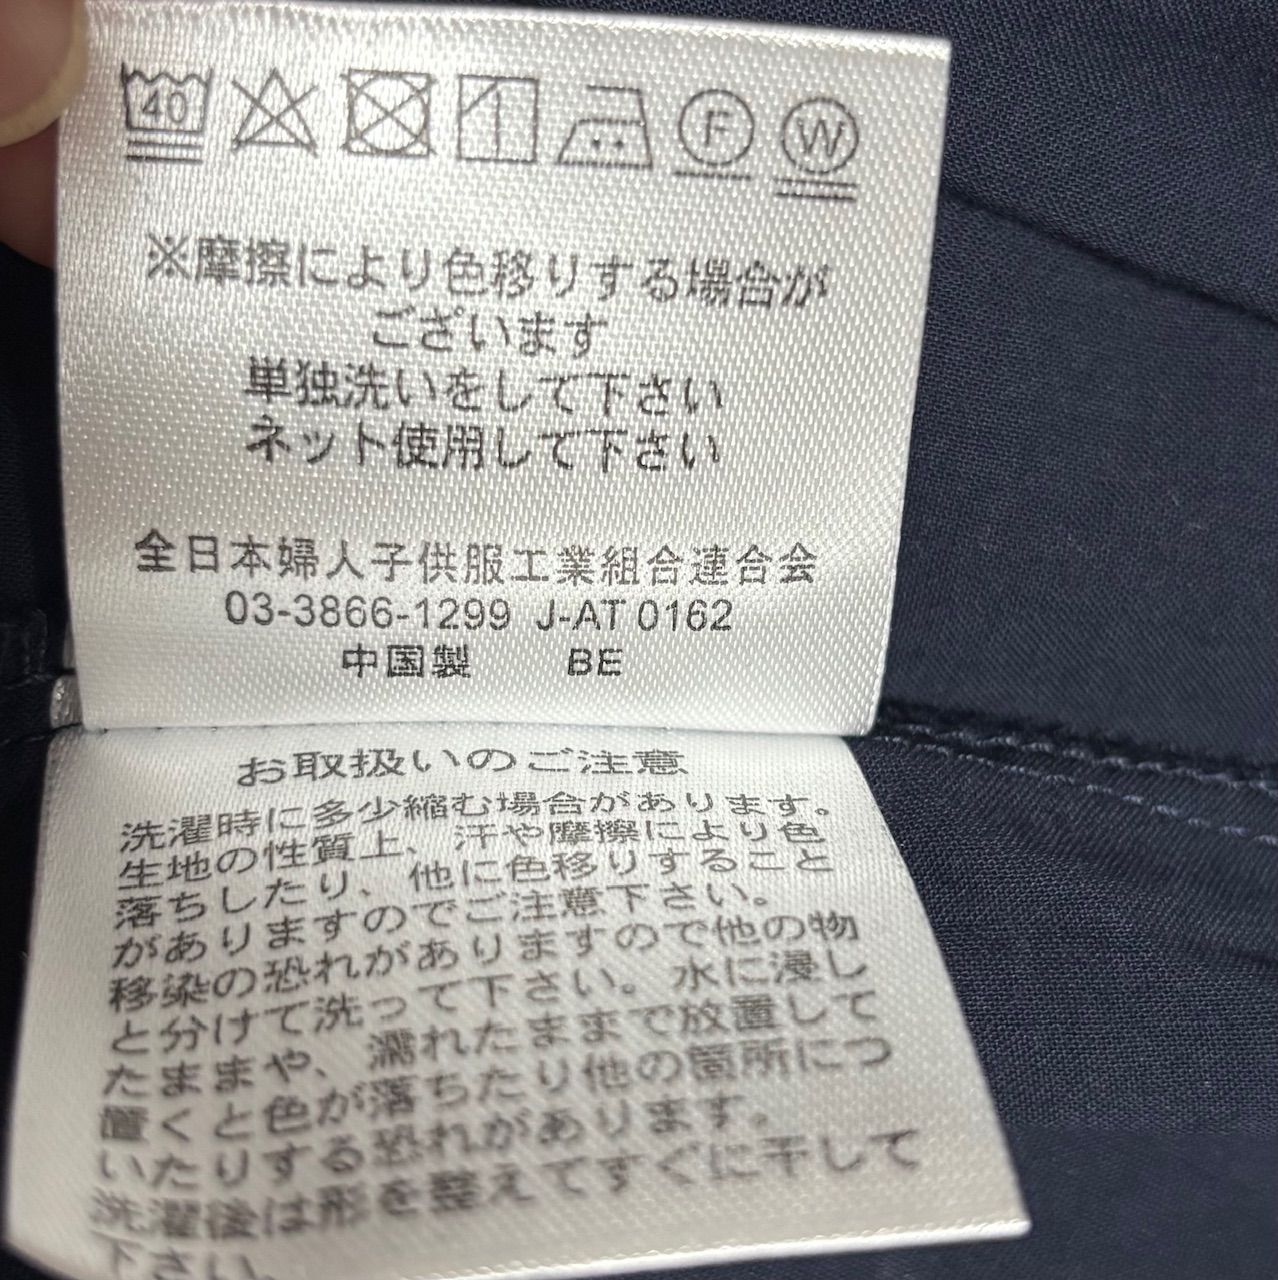 40
F
W
※摩擦により色移りする場合が
ございます
単独洗いをして下さい
ネット使用して下さい
全日本婦人子供服工業組合連合会
03-3866-1299 J-AT 0162
中国製 BE
お取扱いのご注意
洗濯時に多少縮む場合があります。
生地の性質上、汗や摩擦により色
落ちしたり、他に色移りすること
がありますのでご注意下さい。
移染の恐れがありますので他の物
と分けて洗って下さい。水に浸し
たままや、濡れたままで放置して
置くと色が落ちたり他の箇所につ
いたりする恐れがあります。
洗濯後は形を整えてすぐに干して
下さい。